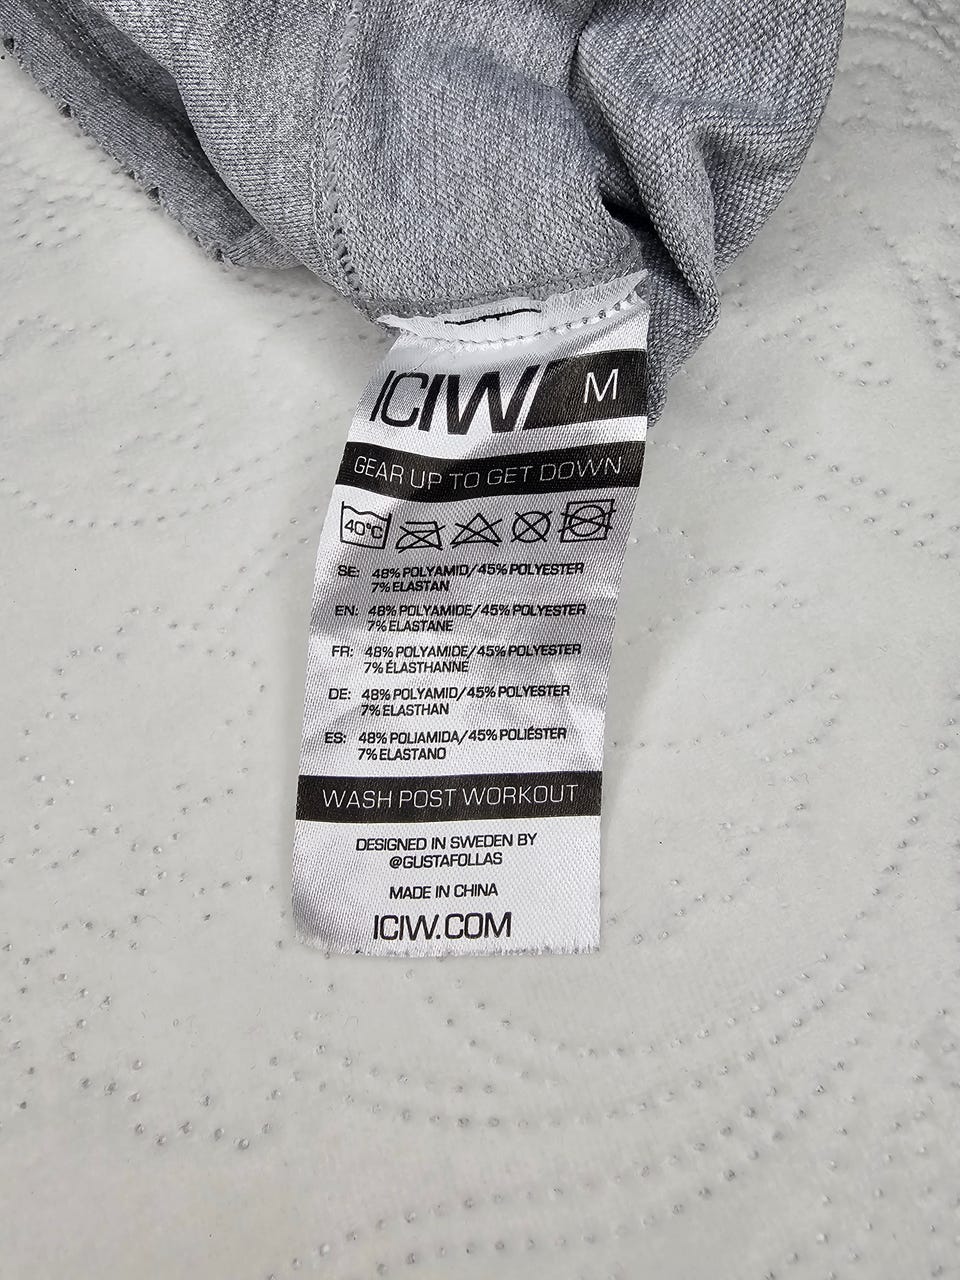 ICIW M
GEAR UP TO GET DOWN
40°C
SE: 48% POLYAMID/45% POLYESTER
7% ELASTAN
EN: 48% POLYAMIDE/45% POLYESTER
7% ELASTANE
FR: 48% POLYAMIDE/45% POLYESTER
7% ÉLASTHANNE
DE: 48% POLYAMID/45% POLYESTER
7% ELASTHAN
ES: 48% POLIAMIDA/45% POLIÉSTER
7% ELASTANO
WASH POST WORKOUT
DESIGNED IN SWEDEN BY
@GUSTAFOLLAS
MADE IN CHINA
ICIW.COM